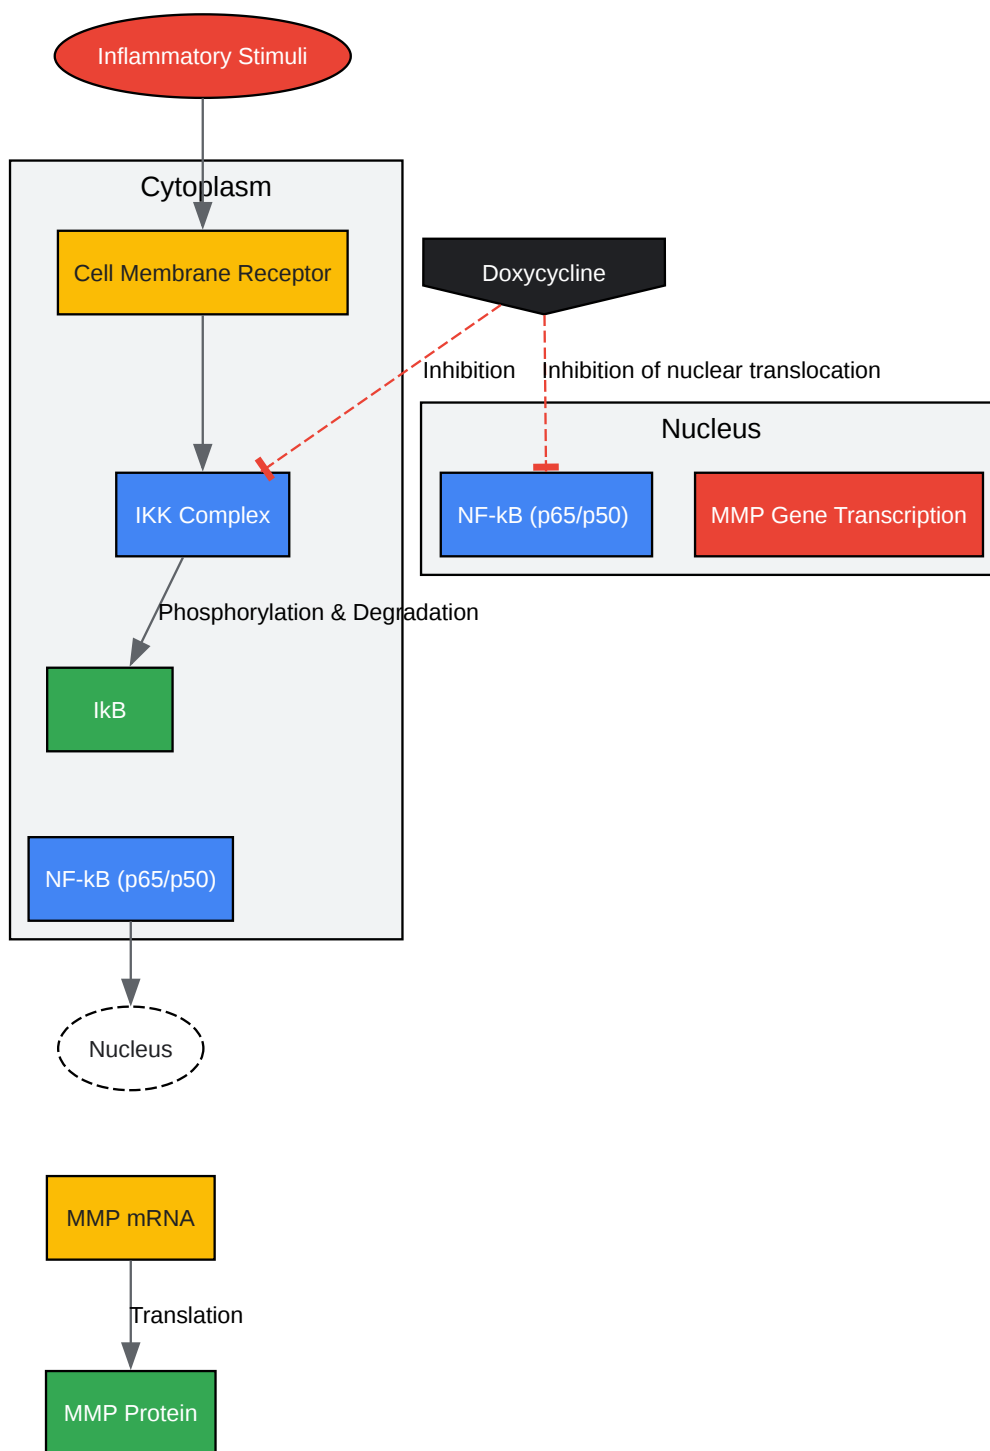 Inflammatory Stimuli
Cytoplasm
Cell Membrane Receptor
Doxycycline
Inhibition
Inhibition of nuclear translocation
Nucleus
IKK Complex
NF-kB (p65/p50)
MMP Gene Transcription
Phosphorylation & Degradation
IkB
NF-kB (p65/p50)
Nucleus
MMP mRNA
Translation
MMP Protein